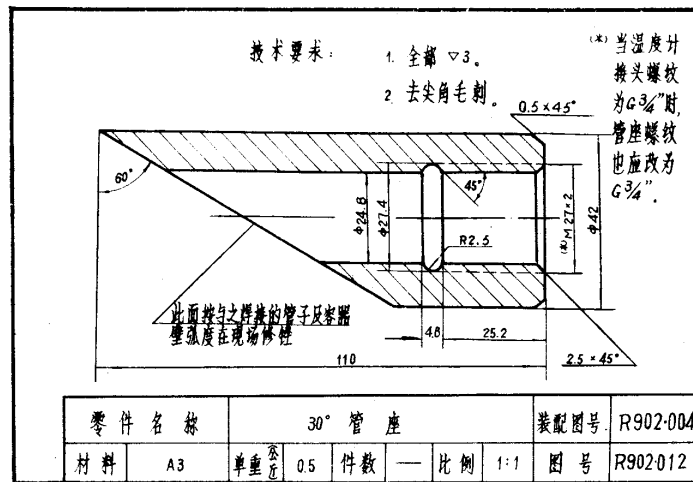 技术要求:
1. 全部 ▽3。
2 去尖角毛刺。
(*) 当温度计
接头螺纹
为G3/4"时,
管座螺纹
也应改为
G3/4".
0.5×45°
60°
45°
Φ24.8
Φ27.4
R2.5
(*)M27×2
Φ42
此面按与之焊接的管子及容器
壁弧度在现场修锉
4.8
25.2
2.5×45°
110
零件名称 30° 管座 装配图号 R902·004
材料 A3 单重 公斤 0.5 件数 — 比例 1:1 图号 R902·012